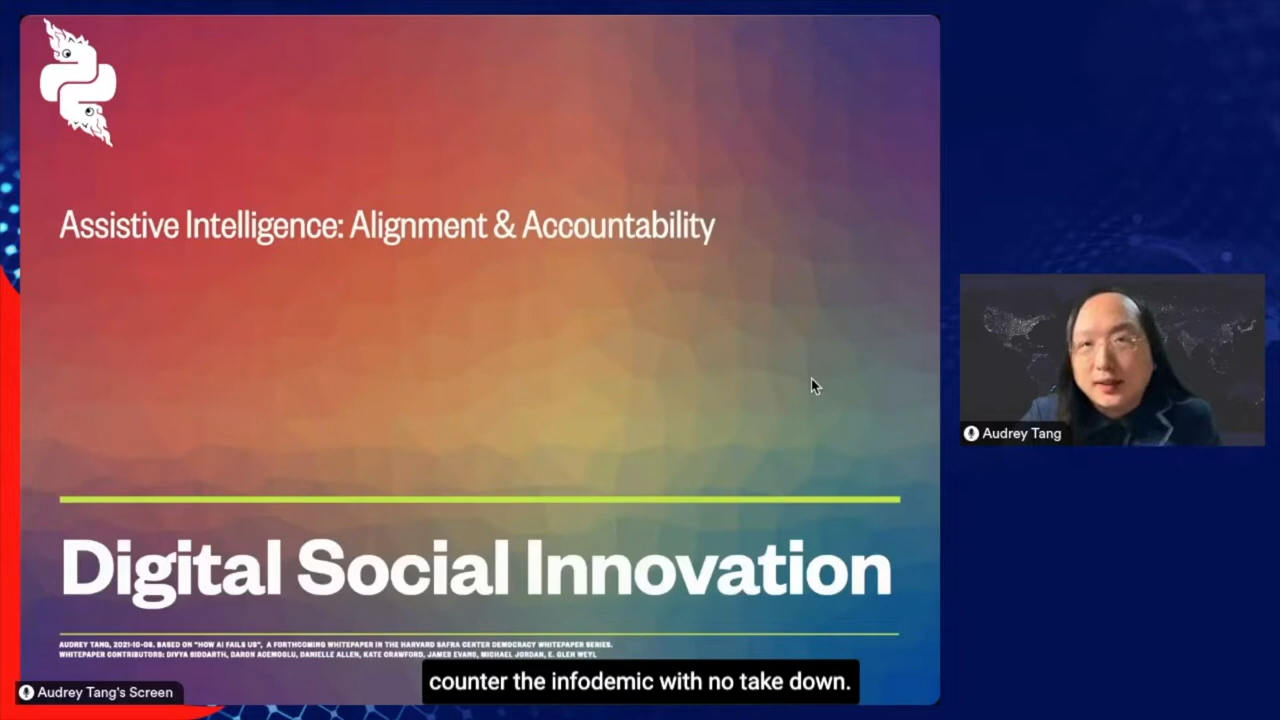 Assistive Intelligence: Alignment & Accountability
Digital Social Innovation
AUDREY TANG, 2021-10-08. BASED ON "HOW AI FAILS US", A FORTHCOMING WHITEPAPER IN THE HARVARD SAFRA CENTER DEMOCRACY WHITEPAPER SERIES.
WHITEPAPER CONTRIBUTORS: DIVYA SIDDARTH, DARON ACEMOGLU, DANIELLE ALLEN, KATE CRAWFORD, JAMES EVANS, MICHAEL JORDAN, E. GLEN WEYL
counter the infodemic with no take down.
Audrey Tang's Screen
Audrey Tang